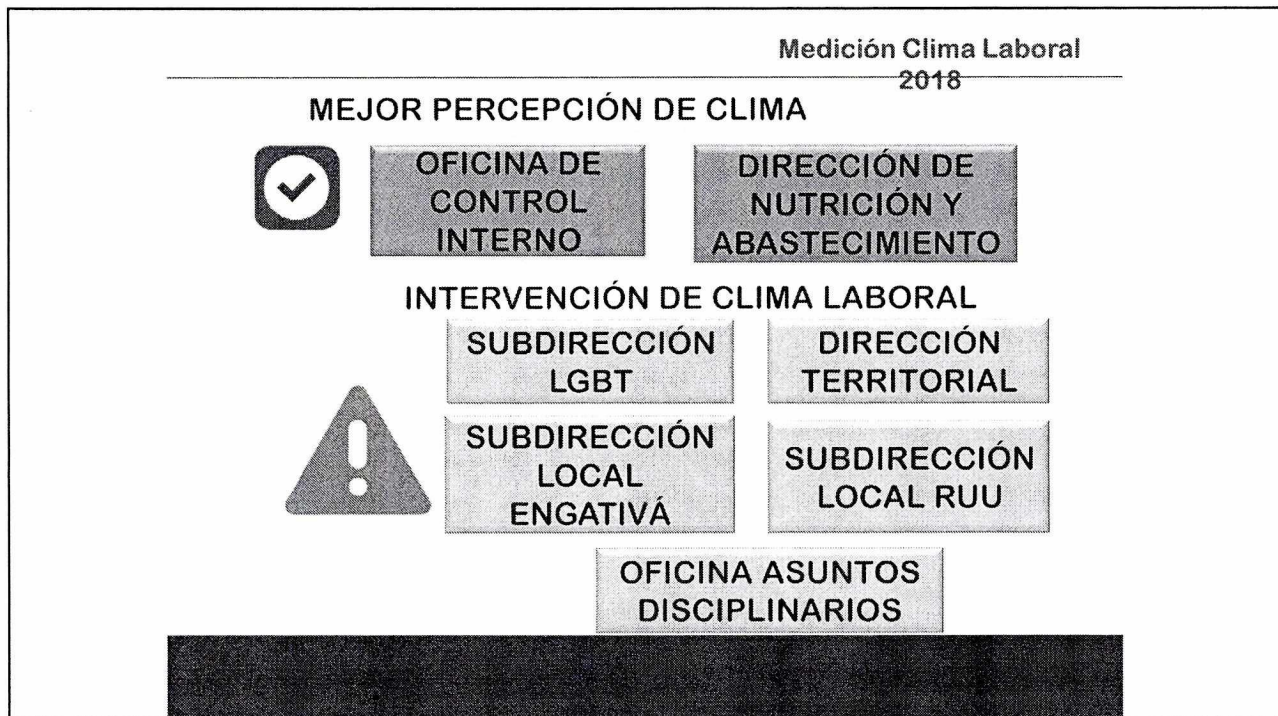 Medición Clima Laboral
2018
MEJOR PERCEPCIÓN DE CLIMA
OFICINA DE
CONTROL
INTERNO
DIRECCIÓN DE
NUTRICIÓN Y
ABASTECIMIENTO
INTERVENCIÓN DE CLIMA LABORAL
SUBDIRECCIÓN
LGBT
DIRECCIÓN
TERRITORIAL
SUBDIRECCIÓN
LOCAL
ENGATIVÁ
SUBDIRECCIÓN
LOCAL RUU
OFICINA ASUNTOS
DISCIPLINARIOS